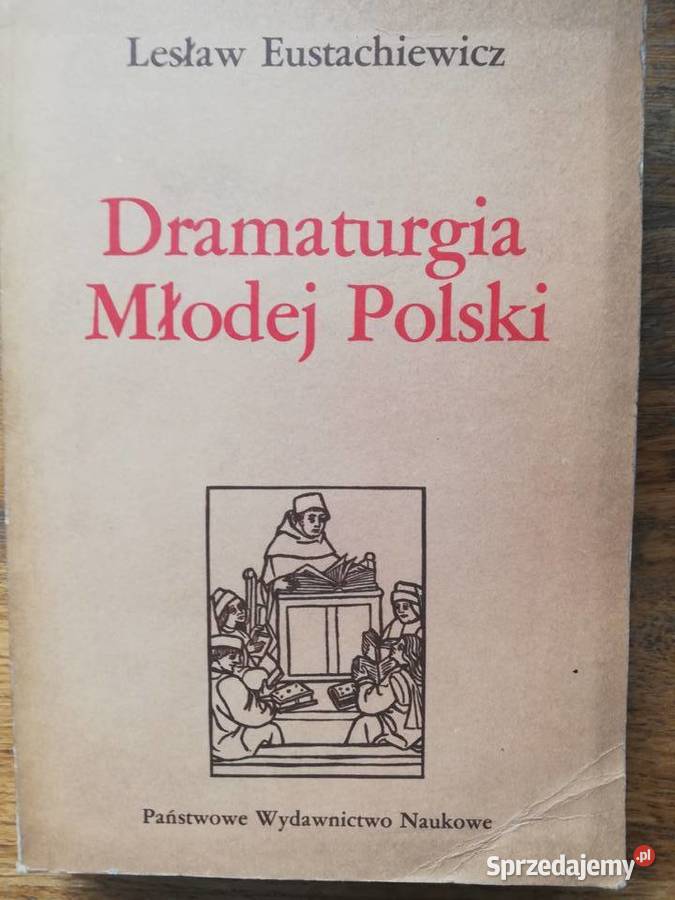 Lesław Eustachiewicz
Dramaturgia
Młodej Polski
Państwowe Wydawnictwo Naukowe
Sprzedajemy.pl